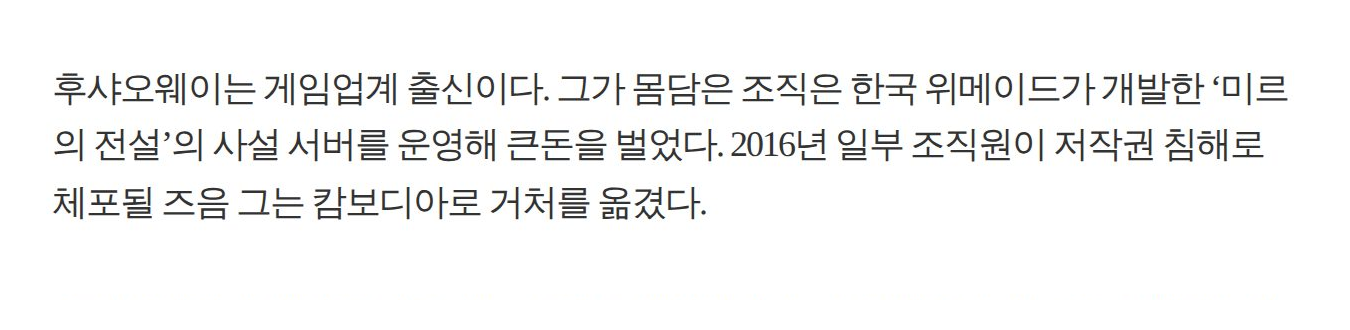 후샤오웨이는 게임업계 출신이다. 그가 몸담은 조직은 한국 위메이드가 개발한 ‘미르
의 전설’의 사설 서버를 운영해 큰돈을 벌었다. 2016년 일부 조직원이 저작권 침해로
체포될 즈음 그는 캄보디아로 거처를 옮겼다.